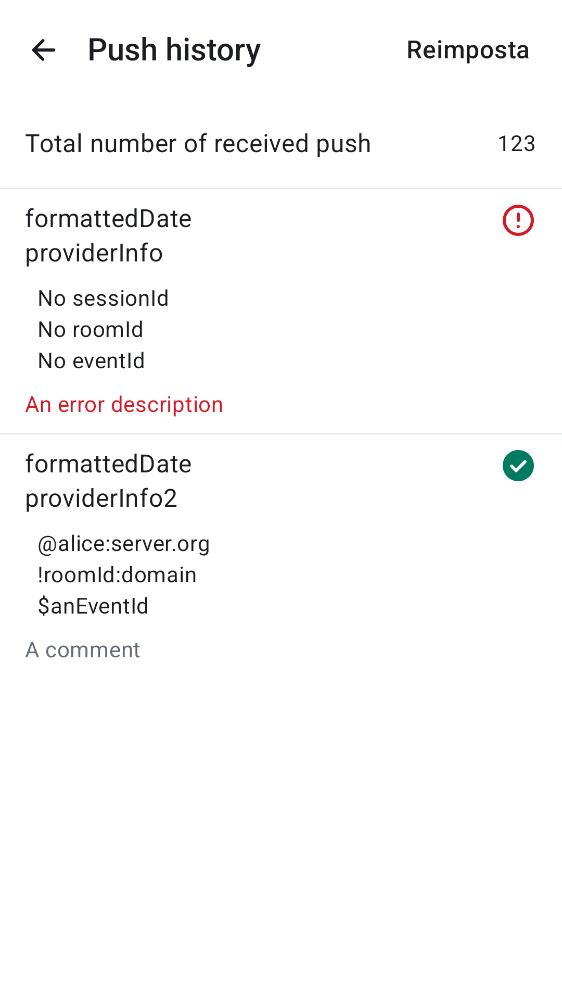 Push history
Reimposta
Total number of received push
123
formattedDate
providerInfo
No sessionId
No roomId
No eventId
An error description
formattedDate
providerInfo2
@alice:server.org
!roomId:domain
$anEventId
A comment